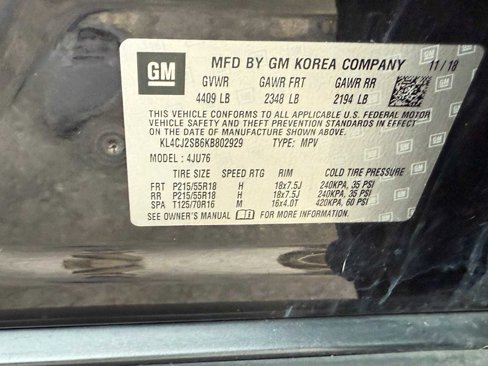 GM
MFD BY GM KOREA COMPANY 11/18
GVWR GAWR FRT GAWR RR
4409 LB 2348 LB 2194 LB
THIS VEHICLE CONFORMS TO ALL APPLICABLE U.S. FEDERAL MOTOR
VEHICLE SAFETY AND THEFT PREVENTION STANDARDS IN EFFECT ON
THE DATE OF MANUFACTURE SHOWN ABOVE.
KL4CJ2SB6KB802929 TYPE: MPV
MODEL: 4JU76
TIRE SIZE SPEED RTG RIM COLD TIRE PRESSURE
FRT P215/55R18 H 18x7.5J 240KPA, 35 PSI
RR P215/55R18 H 18x7.5J 240KPA, 35 PSI
SPA T125/70R16 M 16x4.0T 420KPA, 60 PSI
SEE OWNER'S MANUAL FOR MORE INFORMATION.